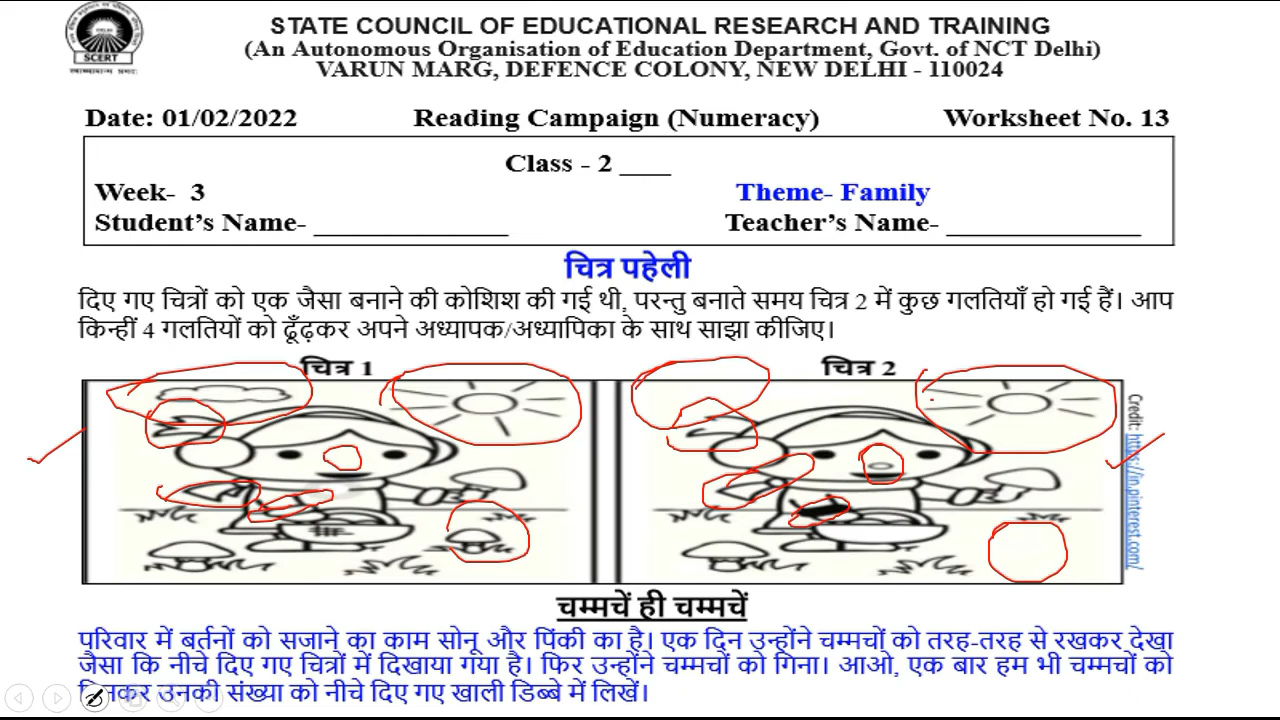 STATE COUNCIL OF EDUCATIONAL RESEARCH AND TRAINING
(An Autonomous Organisation of Education Department, Govt. of NCT Delhi)
VARUN MARG, DEFENCE COLONY, NEW DELHI - 110024
SCERT
Date: 01/02/2022 Reading Campaign (Numeracy) Worksheet No. 13
Class - 2 ____
Week- 3 Theme- Family
Student’s Name- _______________ Teacher’s Name- _______________
चित्र पहेली
दिए गए चित्रों को एक जैसा बनाने की कोशिश की गई थी, परन्तु बनाते समय चित्र 2 में कुछ गलतियाँ हो गई हैं। आप
किन्हीं 4 गलतियों को ढूँढ़कर अपने अध्यापक/अध्यापिका के साथ साझा कीजिए।
चित्र 1 चित्र 2
Credit: https://in.pinterest.com/
चम्मचें ही चम्मचें
परिवार में बर्तनों को सजाने का काम सोनू और पिंकी का है। एक दिन उन्होंने चम्मचों को तरह-तरह से रखकर देखा
जैसा कि नीचे दिए गए चित्रों में दिखाया गया है। फिर उन्होंने चम्मचों को गिना। आओ, एक बार हम भी चम्मचों को
उनकी संख्या को नीचे दिए गए खाली डिब्बे में लिखें।